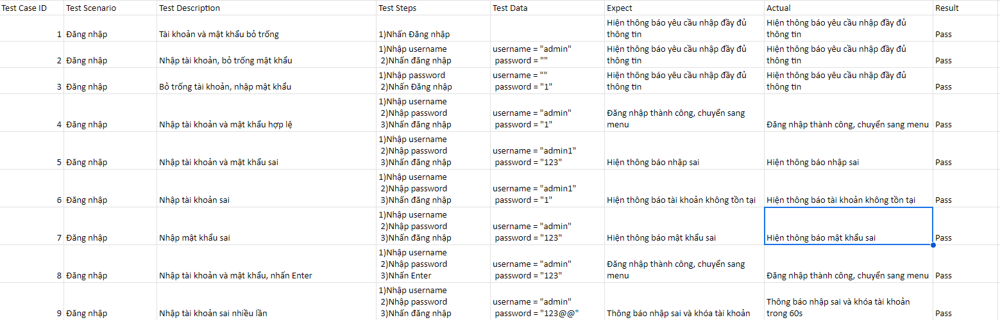 Test Case ID Test Scenario Test Description Test Steps Test Data Expect Actual Result
1 Đăng nhập Tài khoản và mật khẩu bỏ trống 1)Nhấn Đăng nhập Hiện thông báo yêu cầu nhập đầy đủ thông tin Hiện thông báo yêu cầu nhập đầy đủ thông tin Pass
2 Đăng nhập Nhập tài khoản, bỏ trống mật khẩu 1)Nhập username 2)Nhấn đăng nhập username = "admin" password = "" Hiện thông báo yêu cầu nhập đầy đủ thông tin Hiện thông báo yêu cầu nhập đầy đủ thông tin Pass
3 Đăng nhập Bỏ trống tài khoản, nhập mật khẩu 1)Nhập password 2)Nhấn Đăng nhập username = "" password = "1" Hiện thông báo yêu cầu nhập đầy đủ thông tin Hiện thông báo yêu cầu nhập đầy đủ thông tin Pass
4 Đăng nhập Nhập tài khoản và mật khẩu hợp lệ 1)Nhập username 2)Nhập password 3)Nhấn đăng nhập username = "admin" password = "1" Đăng nhập thành công, chuyển sang menu Đăng nhập thành công, chuyển sang menu Pass
5 Đăng nhập Nhập tài khoản và mật khẩu sai 1)Nhập username 2)Nhập password 3)Nhấn đăng nhập username = "admin1" password = "123" Hiện thông báo nhập sai Hiện thông báo nhập sai Pass
6 Đăng nhập Nhập tài khoản sai 1)Nhập username 2)Nhập password 3)Nhấn đăng nhập username = "admin1" password = "1" Hiện thông báo tài khoản không tồn tại Hiện thông báo tài khoản không tồn tại Pass
7 Đăng nhập Nhập mật khẩu sai 1)Nhập username 2)Nhập password 3)Nhấn đăng nhập username = "admin" password = "123" Hiện thông báo mật khẩu sai Hiện thông báo mật khẩu sai Pass
8 Đăng nhập Nhập tài khoản và mật khẩu, nhấn Enter 1)Nhập username 2)Nhập password 3)Nhấn Enter username = "admin" password = "123" Đăng nhập thành công, chuyển sang menu Đăng nhập thành công, chuyển sang menu Pass
9 Đăng nhập Nhập tài khoản sai nhiều lần 1)Nhập username 2)Nhập password 3)Nhấn đăng nhập username = "admin" password = "123@@" Thông báo nhập sai và khóa tài khoản Thông báo nhập sai và khóa tài khoản trong 60s Pass